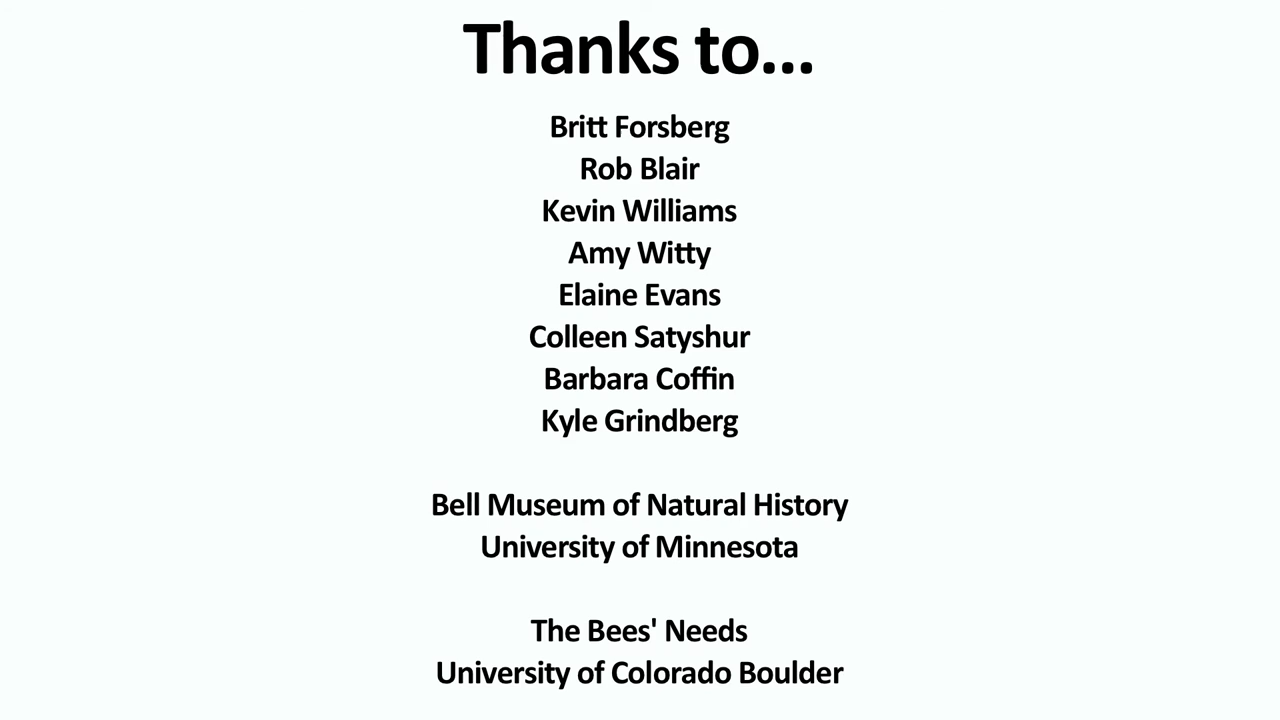 Thanks to...
Britt Forsberg
Rob Blair
Kevin Williams
Amy Witty
Elaine Evans
Colleen Satyshur
Barbara Coffin
Kyle Grindberg
Bell Museum of Natural History
University of Minnesota
The Bees' Needs
University of Colorado Boulder